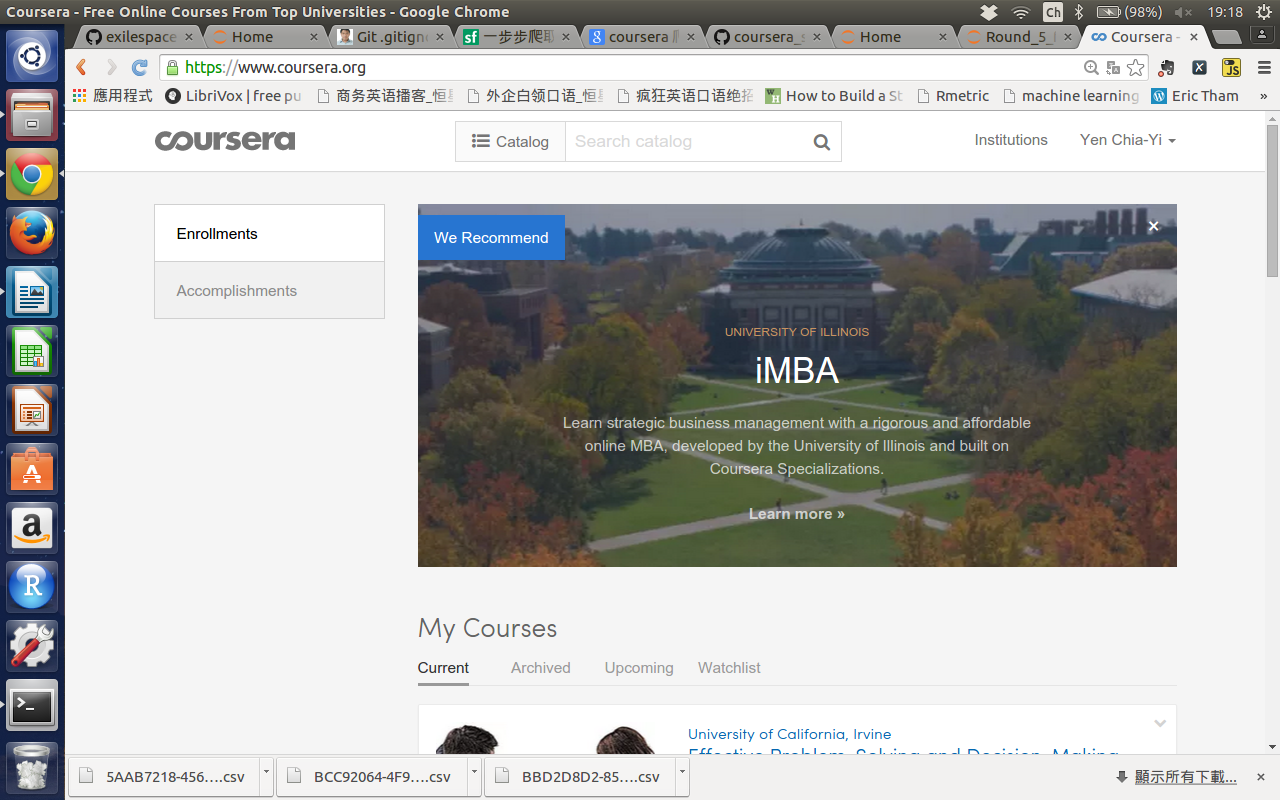 Coursera - Free Online Courses From Top Universities - Google Chrome
Ch
(98%)
19:18
exilespace
Home
Git .gitign
一步步爬取
coursera
coursera_s
Home
Round_5_
Coursera -
https://www.coursera.org
應用程式
LibriVox | free pu
商务英语播客_恒
外企白领口语_恒
疯狂英语口语绝招
How to Build a St
Rmetric
machine learning
Eric Tham
»
coursera
Catalog
Search catalog
Institutions
Yen Chia-Yi
Enrollments
Accomplishments
We Recommend
UNIVERSITY OF ILLINOIS
iMBA
Learn strategic business management with a rigorous and affordable
online MBA, developed by the University of Illinois and built on
Coursera Specializations.
Learn more »
My Courses
Current
Archived
Upcoming
Watchlist
University of California, Irvine
Effective Problem-Solving and Decision-Making
5AAB7218-456....csv
BCC92064-4F9....csv
BBD2D8D2-85....csv
顯示所有下載...